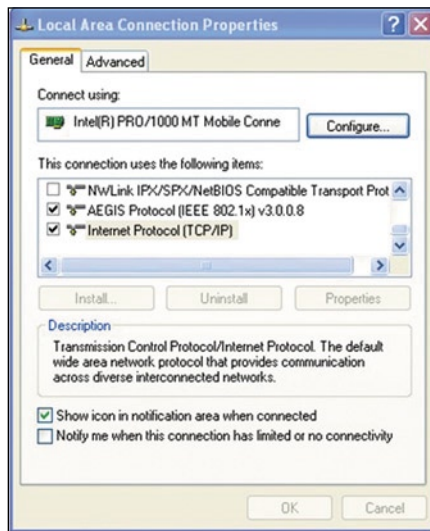 Local Area Connection Properties
General Advanced
Connect using:
Intel(R) PRO/1000 MT Mobile Conne
Configure...
This connection uses the following items:
NWLink IPX/SPX/NetBIOS Compatible Transport Prot
AEGIS Protocol (IEEE 802.1x) v3.0.0.8
Internet Protocol (TCP/IP)
Install... Uninstall Properties
Description
Transmission Control Protocol/Internet Protocol. The default
wide area network protocol that provides communication
across diverse interconnected networks.
Show icon in notification area when connected
Notify me when this connection has limited or no connectivity
OK Cancel